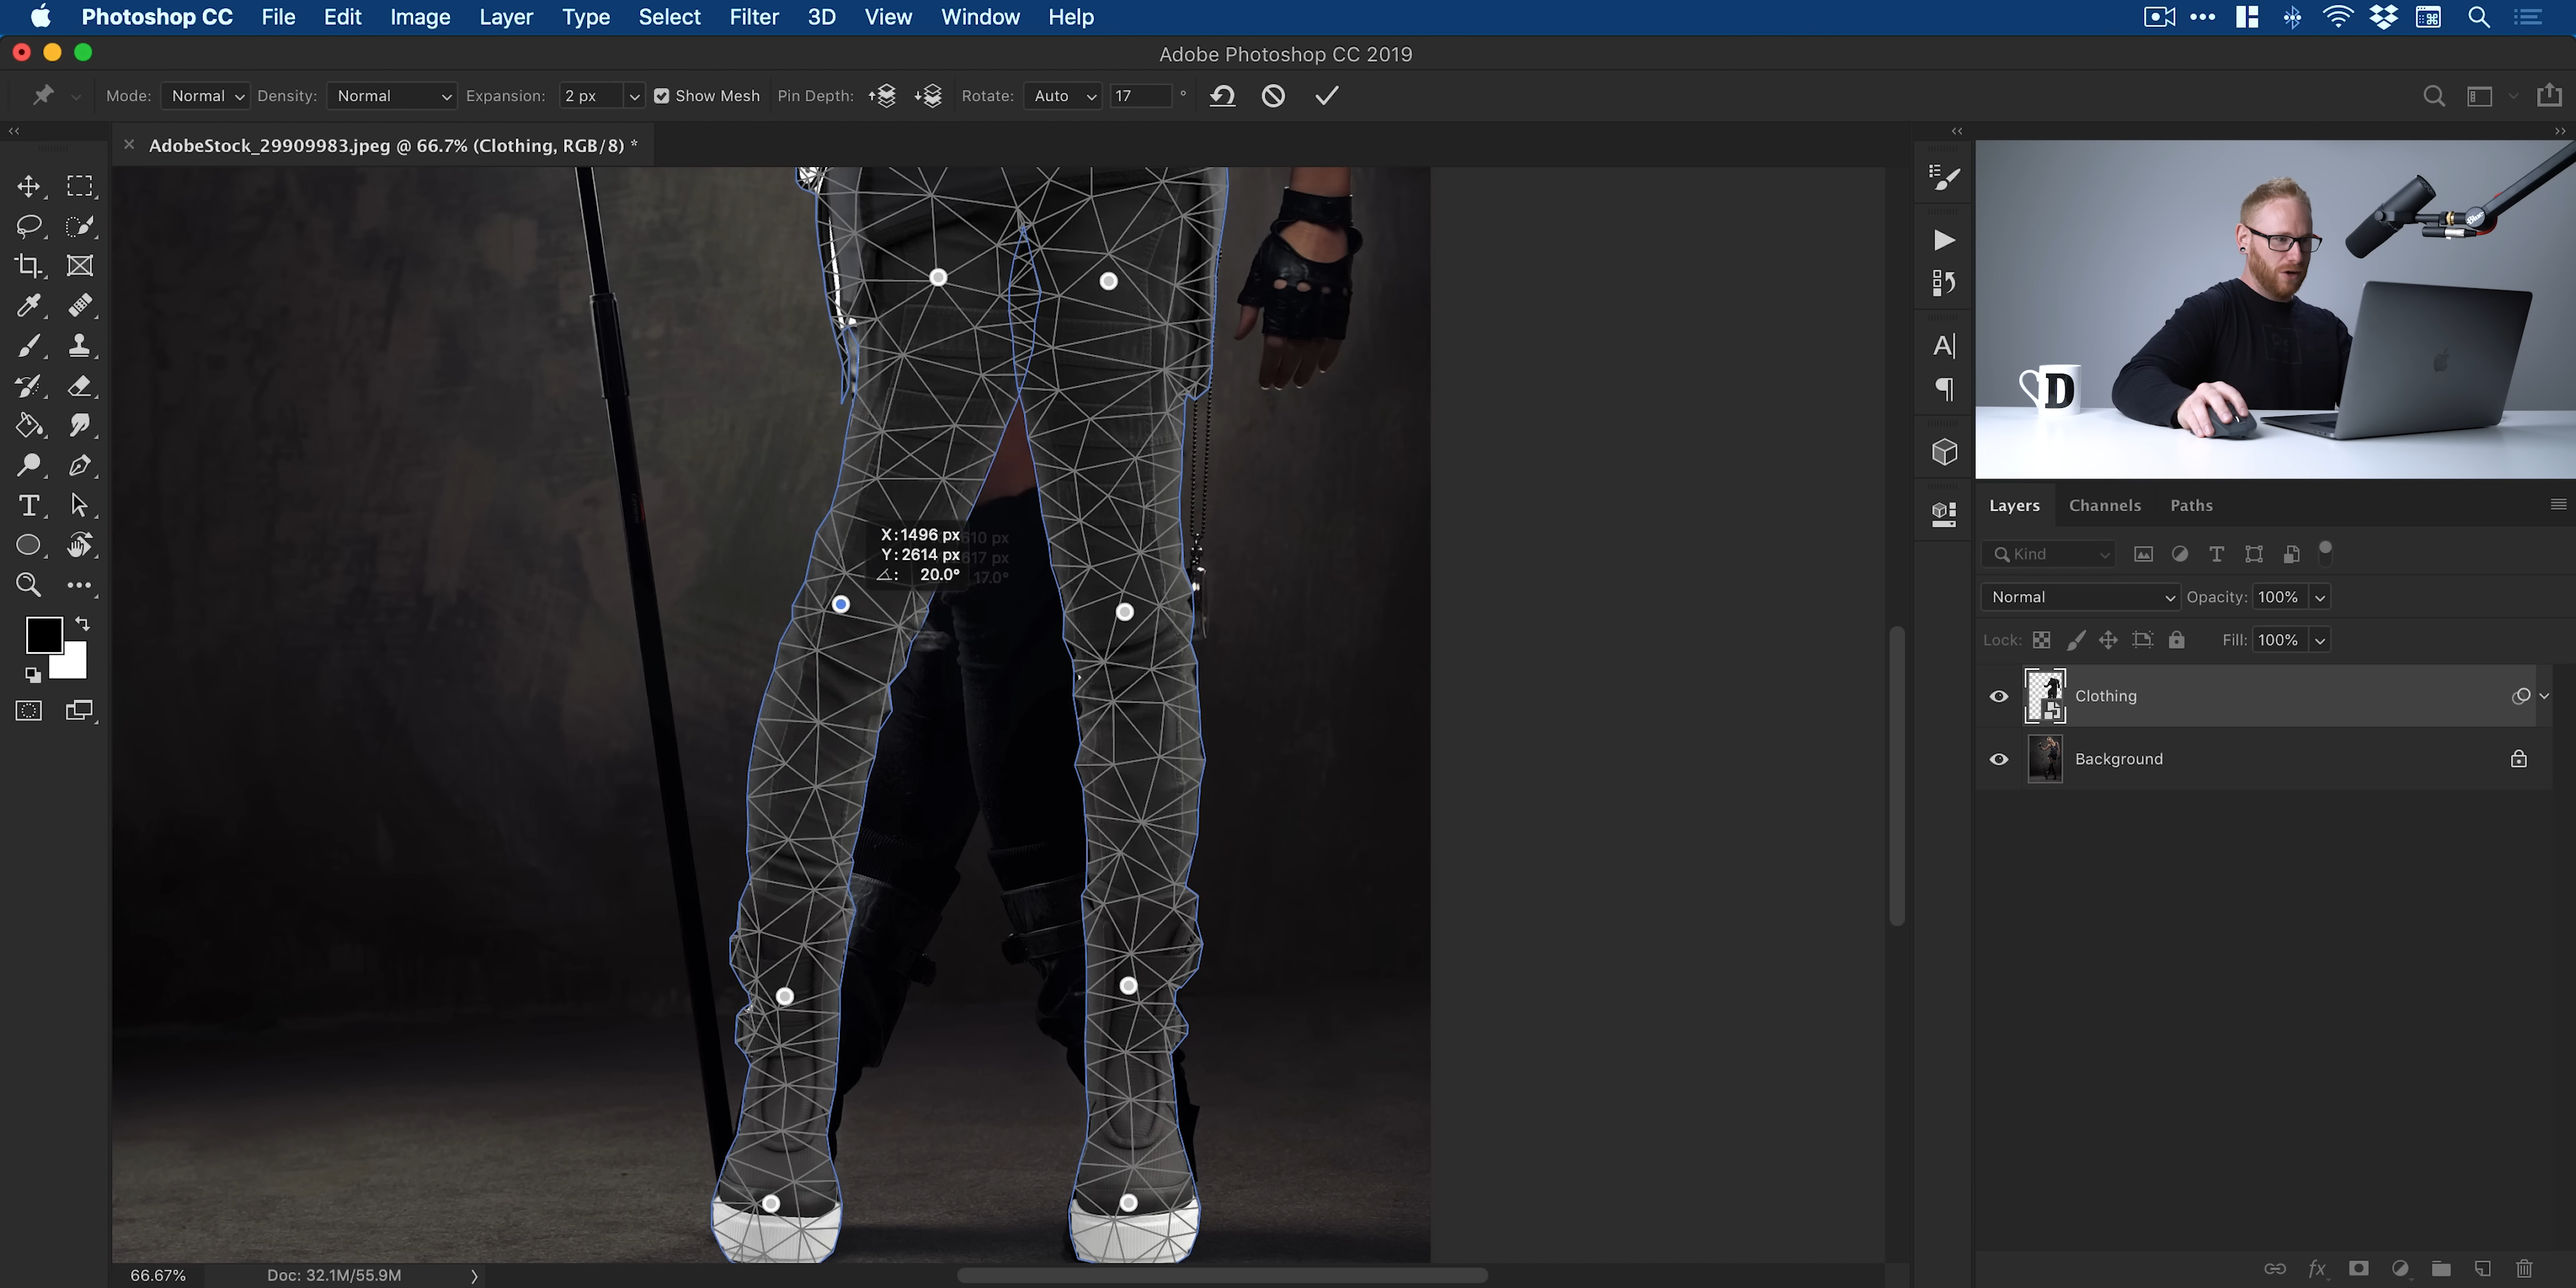 Photoshop CC File Edit Image Layer Type Select Filter 3D View Window Help
Adobe Photoshop CC 2019
Mode: Normal Density: Normal Expansion: 2 px Show Mesh Pin Depth: Rotate: Auto 17 °
AdobeStock_29909983.jpeg @ 66.7% (Clothing, RGB/8) *
X: 1496 px
Y: 2614 px
20.0°
17.0°
D
Blue
Layers Channels Paths
Kind
Normal Opacity: 100%
Lock: Fill: 100%
Clothing
Background
66.67% Doc: 32.1M/55.9M